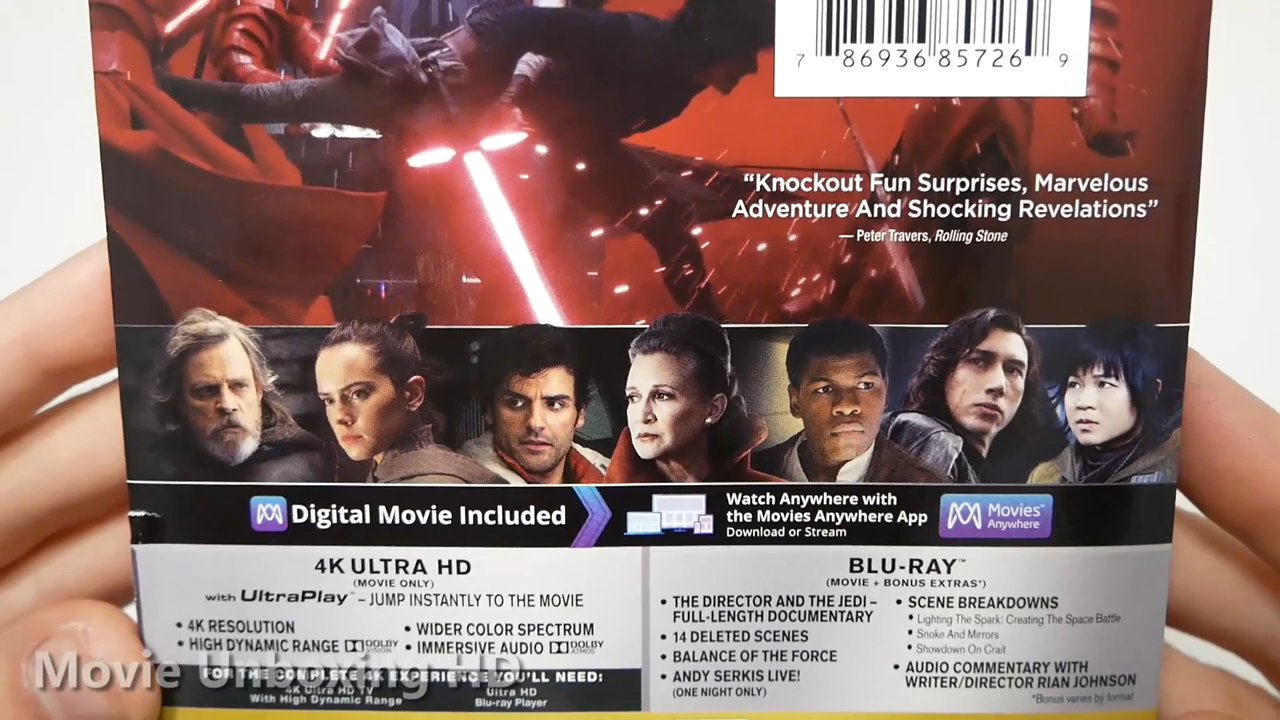 7 86936 85726 9
“Knockout Fun Surprises, Marvelous
Adventure And Shocking Revelations”
— Peter Travers, Rolling Stone
Digital Movie Included
Watch Anywhere with
the Movies Anywhere App
Download or Stream
Movies™
Anywhere
4K ULTRA HD
(MOVIE ONLY)
with UltraPlay™ – JUMP INSTANTLY TO THE MOVIE
• 4K RESOLUTION
• HIGH DYNAMIC RANGE DOLBY VISION
• WIDER COLOR SPECTRUM
• IMMERSIVE AUDIO DOLBY ATMOS
FOR THE COMPLETE 4K EXPERIENCE YOU’LL NEED:
4K Ultra HD TV
With High Dynamic Range
Ultra HD
Blu-ray Player
BLU-RAY™
(MOVIE + BONUS EXTRAS*)
• THE DIRECTOR AND THE JEDI –
FULL-LENGTH DOCUMENTARY
• 14 DELETED SCENES
• BALANCE OF THE FORCE
• ANDY SERKIS LIVE!
(ONE NIGHT ONLY)
• SCENE BREAKDOWNS
• Lighting The Spark: Creating The Space Battle
• Snoke And Mirrors
• Showdown On Crait
• AUDIO COMMENTARY WITH
WRITER/DIRECTOR RIAN JOHNSON
*Bonus varies by format
Movie Unboxing HD